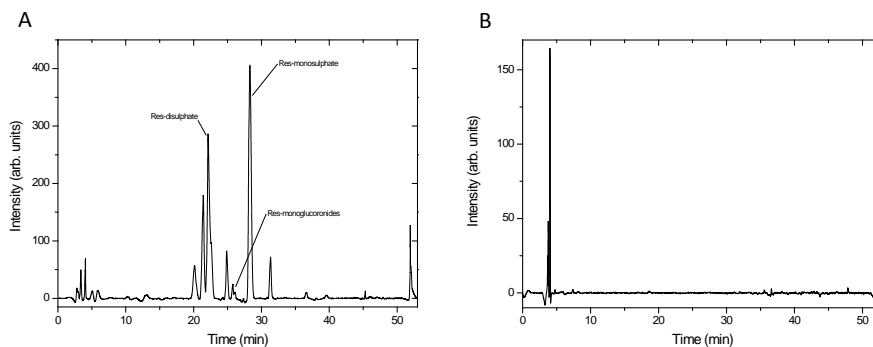 A
Intensity (arb. units)
400
300
200
100
0
Res-monosulphate
Res-disulphate
Res-monoglucoronides
0 10 20 30 40 50
Time (min)
B
Intensity (arb. units)
150
100
50
0
0 10 20 30 40 50
Time (min)